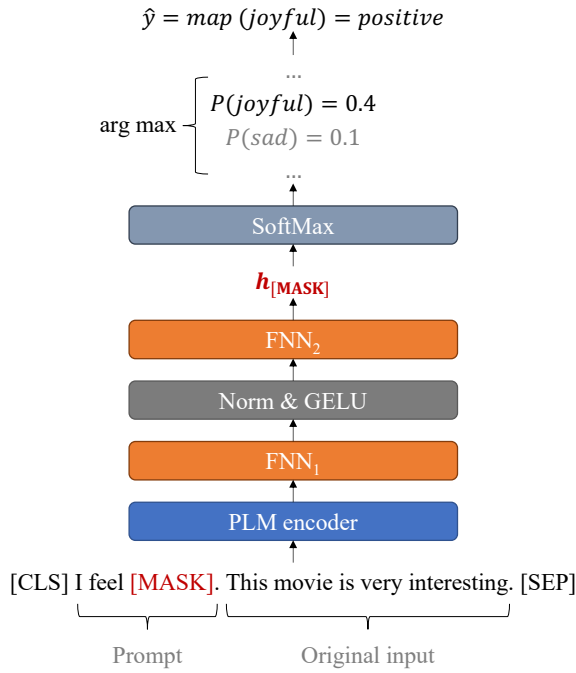 ŷ = map (joyful) = positive
...
P(joyful) = 0.4
arg max
P(sad) = 0.1
...
SoftMax
h[MASK]
FNN₂
Norm & GELU
FNN₁
PLM encoder
[CLS] I feel [MASK]. This movie is very interesting. [SEP]
Prompt Original input